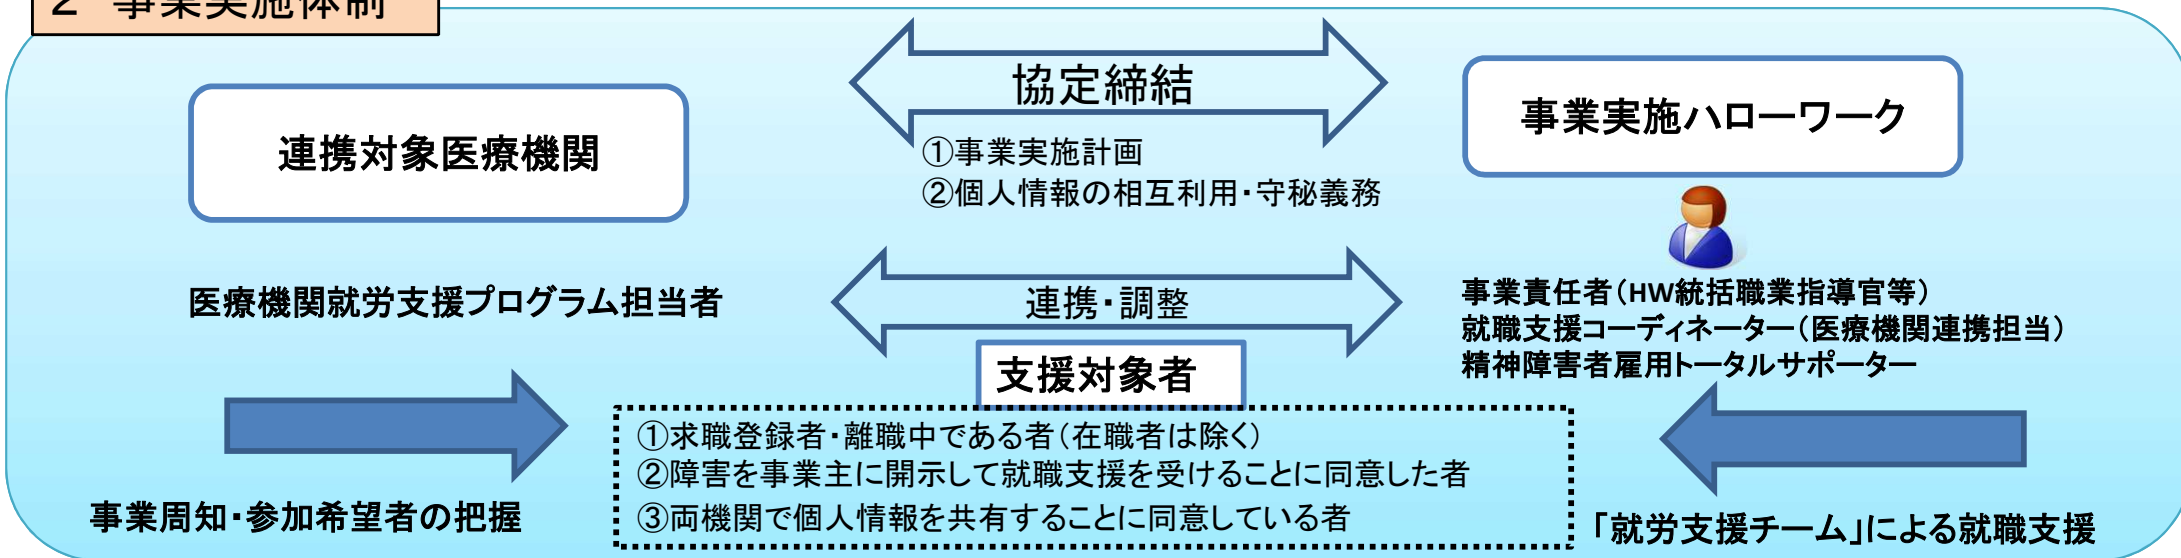 2 事業実施体制
協定締結
連携対象医療機関
事業実施ハローワーク
①事業実施計画
②個人情報の相互利用・守秘義務
医療機関就労支援プログラム担当者
連携・調整
事業責任者（HW統括職業指導官等）
就職支援コーディネーター（医療機関連携担当）
精神障害者雇用トータルサポーター
支援対象者
①求職登録者・離職中である者（在職者は除く）
②障害を事業主に開示して就職支援を受けることに同意した者
③両機関で個人情報を共有することに同意している者
事業周知・参加希望者の把握
「就労支援チーム」による就職支援